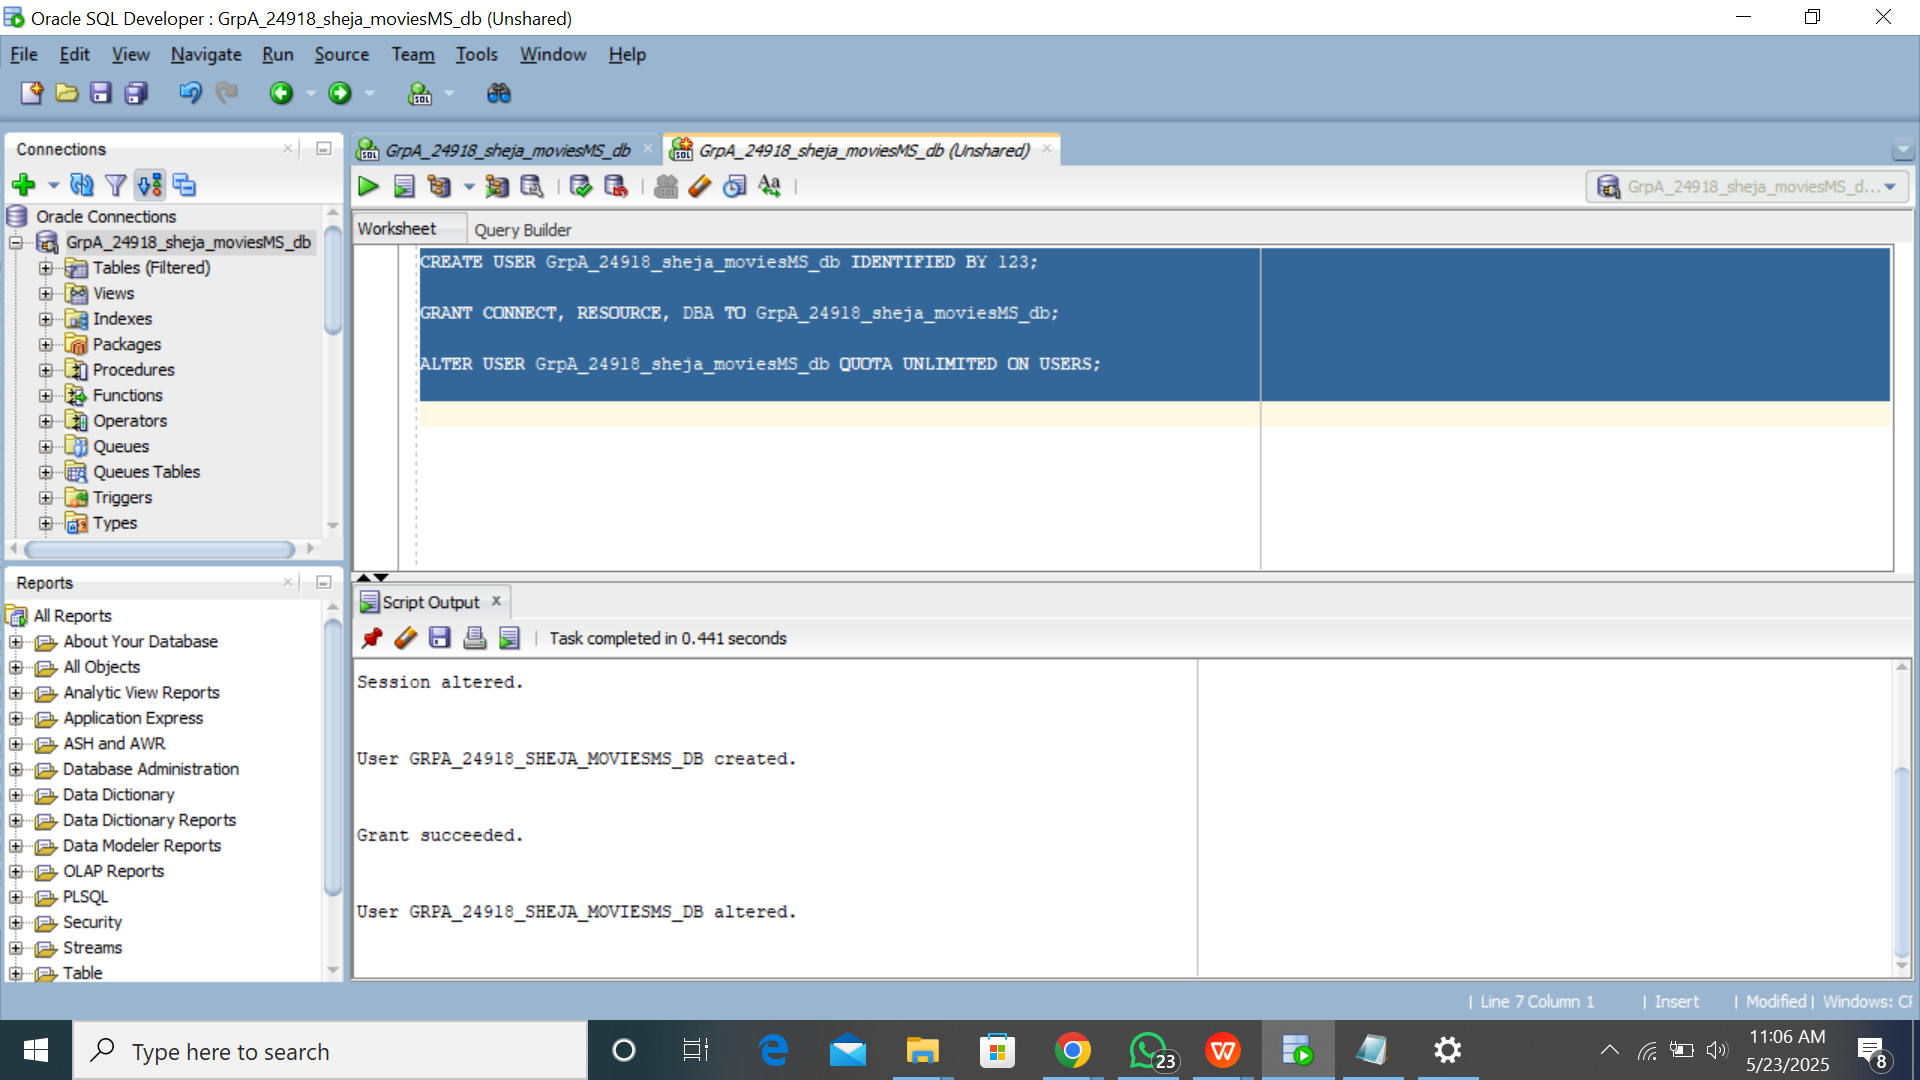 Oracle SQL Developer : GrpA_24918_sheja_moviesMS_db (Unshared)
File Edit View Navigate Run Source Team Tools Window Help
Connections
Oracle Connections
GrpA_24918_sheja_moviesMS_db
Tables (Filtered)
Views
Indexes
Packages
Procedures
Functions
Operators
Queues
Queues Tables
Triggers
Types
Reports
All Reports
About Your Database
All Objects
Analytic View Reports
Application Express
ASH and AWR
Database Administration
Data Dictionary
Data Dictionary Reports
Data Modeler Reports
OLAP Reports
PLSQL
Security
Streams
Table
GrpA_24918_sheja_moviesMS_db
GrpA_24918_sheja_moviesMS_db (Unshared)
GrpA_24918_sheja_moviesMS_d...
Worksheet Query Builder
CREATE USER GrpA_24918_sheja_moviesMS_db IDENTIFIED BY 123;
GRANT CONNECT, RESOURCE, DBA TO GrpA_24918_sheja_moviesMS_db;
ALTER USER GrpA_24918_sheja_moviesMS_db QUOTA UNLIMITED ON USERS;
Script Output
Task completed in 0.441 seconds
Session altered.
User GRPA_24918_SHEJA_MOVIESMS_DB created.
Grant succeeded.
User GRPA_24918_SHEJA_MOVIESMS_DB altered.
| Line 7 Column 1 | Insert | Modified | Windows: CF
Type here to search
23
11:06 AM
5/23/2025
8